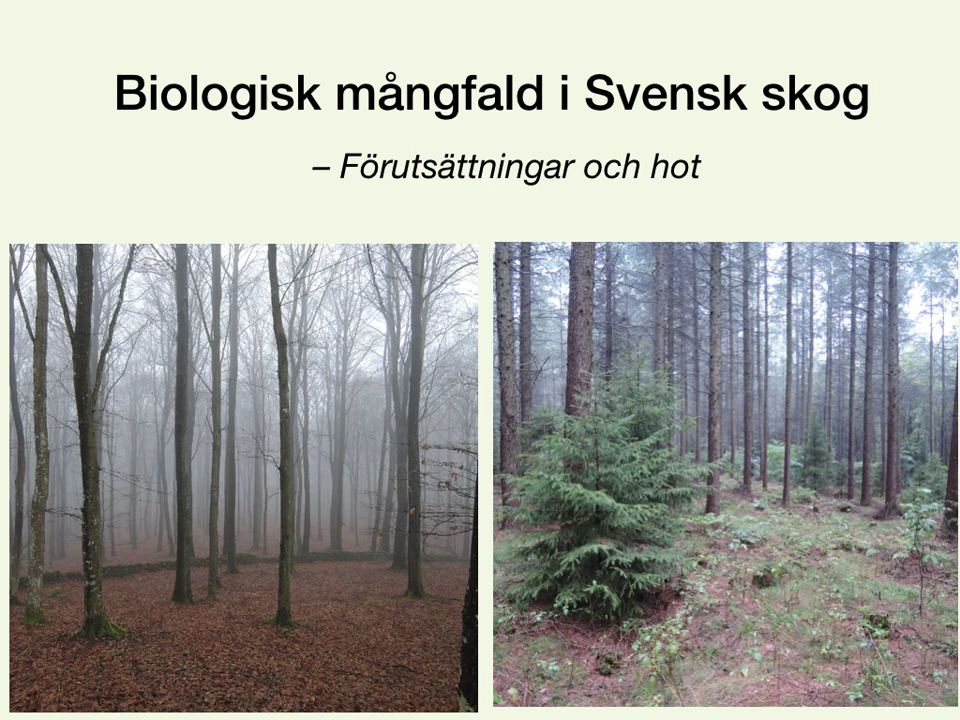 Biologisk mångfald i Svensk skog
– Förutsättningar och hot